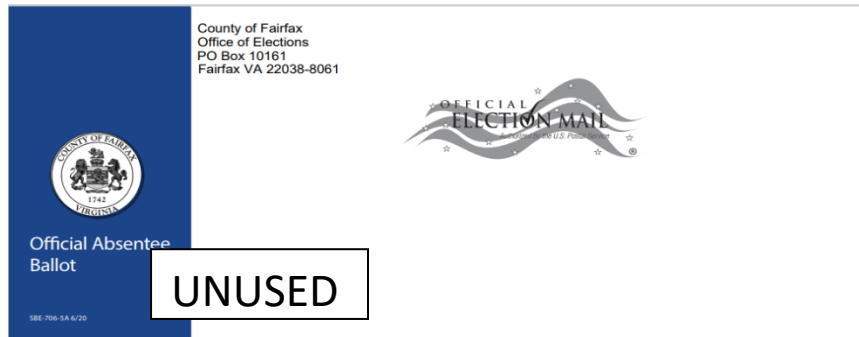 County of Fairfax
Office of Elections
PO Box 10161
Fairfax VA 22038-8061
OFFICIAL
ELECTION MAIL
Authorized by the U.S. Postal Service
®
COUNTY OF FAIRFAX
1742
VIRGINIA
Official Absentee
Ballot
UNUSED
SBE-706-5A 6/20